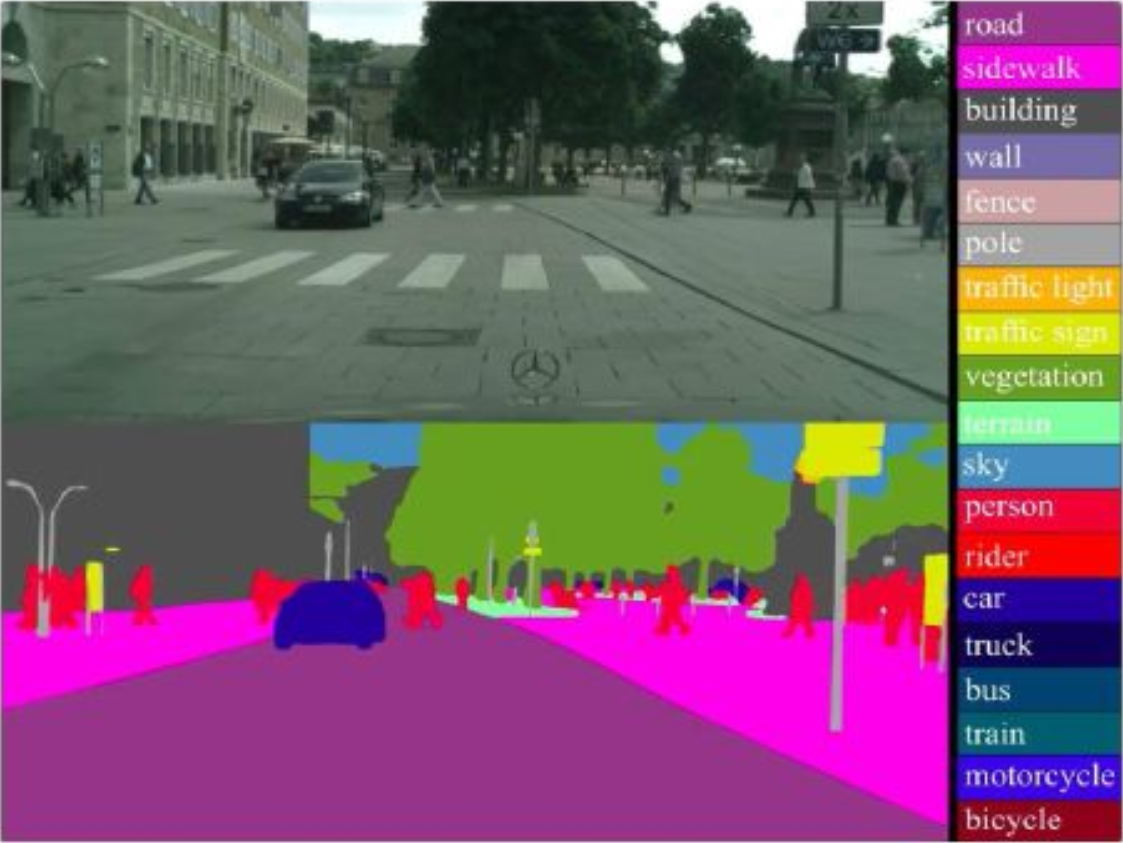 2x
road
sidewalk
building
wall
fence
pole
traffic light
traffic sign
vegetation
terrain
sky
person
rider
car
truck
bus
train
motorcycle
bicycle